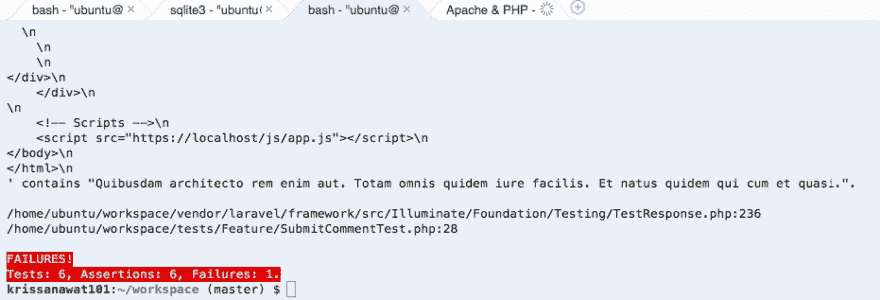 bash - "ubuntu@ × sqlite3 - "ubuntu( × bash - "ubuntu@ × Apache & PHP -
\n
\n
\n
</div>\n
</div>\n
\n
<!-- Scripts -->\n
<script src="https://localhost/js/app.js"></script>\n
</body>\n
</html>\n
' contains "Quibusdam architecto rem enim aut. Totam omnis quidem iure facilis. Et natus quidem qui cum et quasi.".
/home/ubuntu/workspace/vendor/laravel/framework/src/Illuminate/Foundation/Testing/TestResponse.php:236
/home/ubuntu/workspace/tests/Feature/SubmitCommentTest.php:28
FAILURES!
Tests: 6, Assertions: 6, Failures: 1.
krissanawat101:~/workspace (master) $